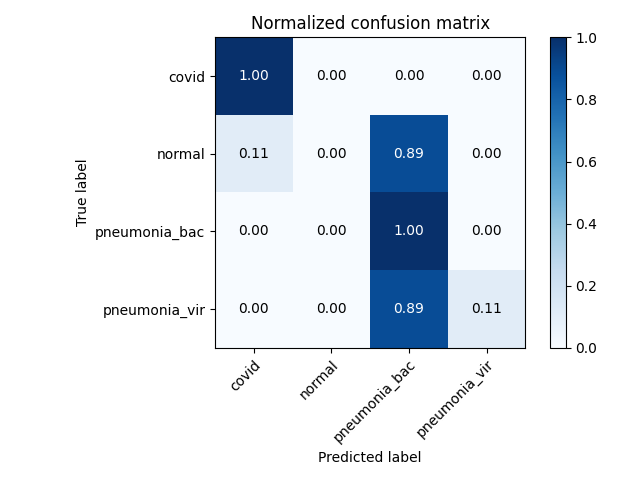 Normalized confusion matrix
True label
covid 1.00 0.00 0.00 0.00
normal 0.11 0.00 0.89 0.00
pneumonia_bac 0.00 0.00 1.00 0.00
pneumonia_vir 0.00 0.00 0.89 0.11
covid normal pneumonia_bac pneumonia_vir
Predicted label
1.0
0.8
0.6
0.4
0.2
0.0